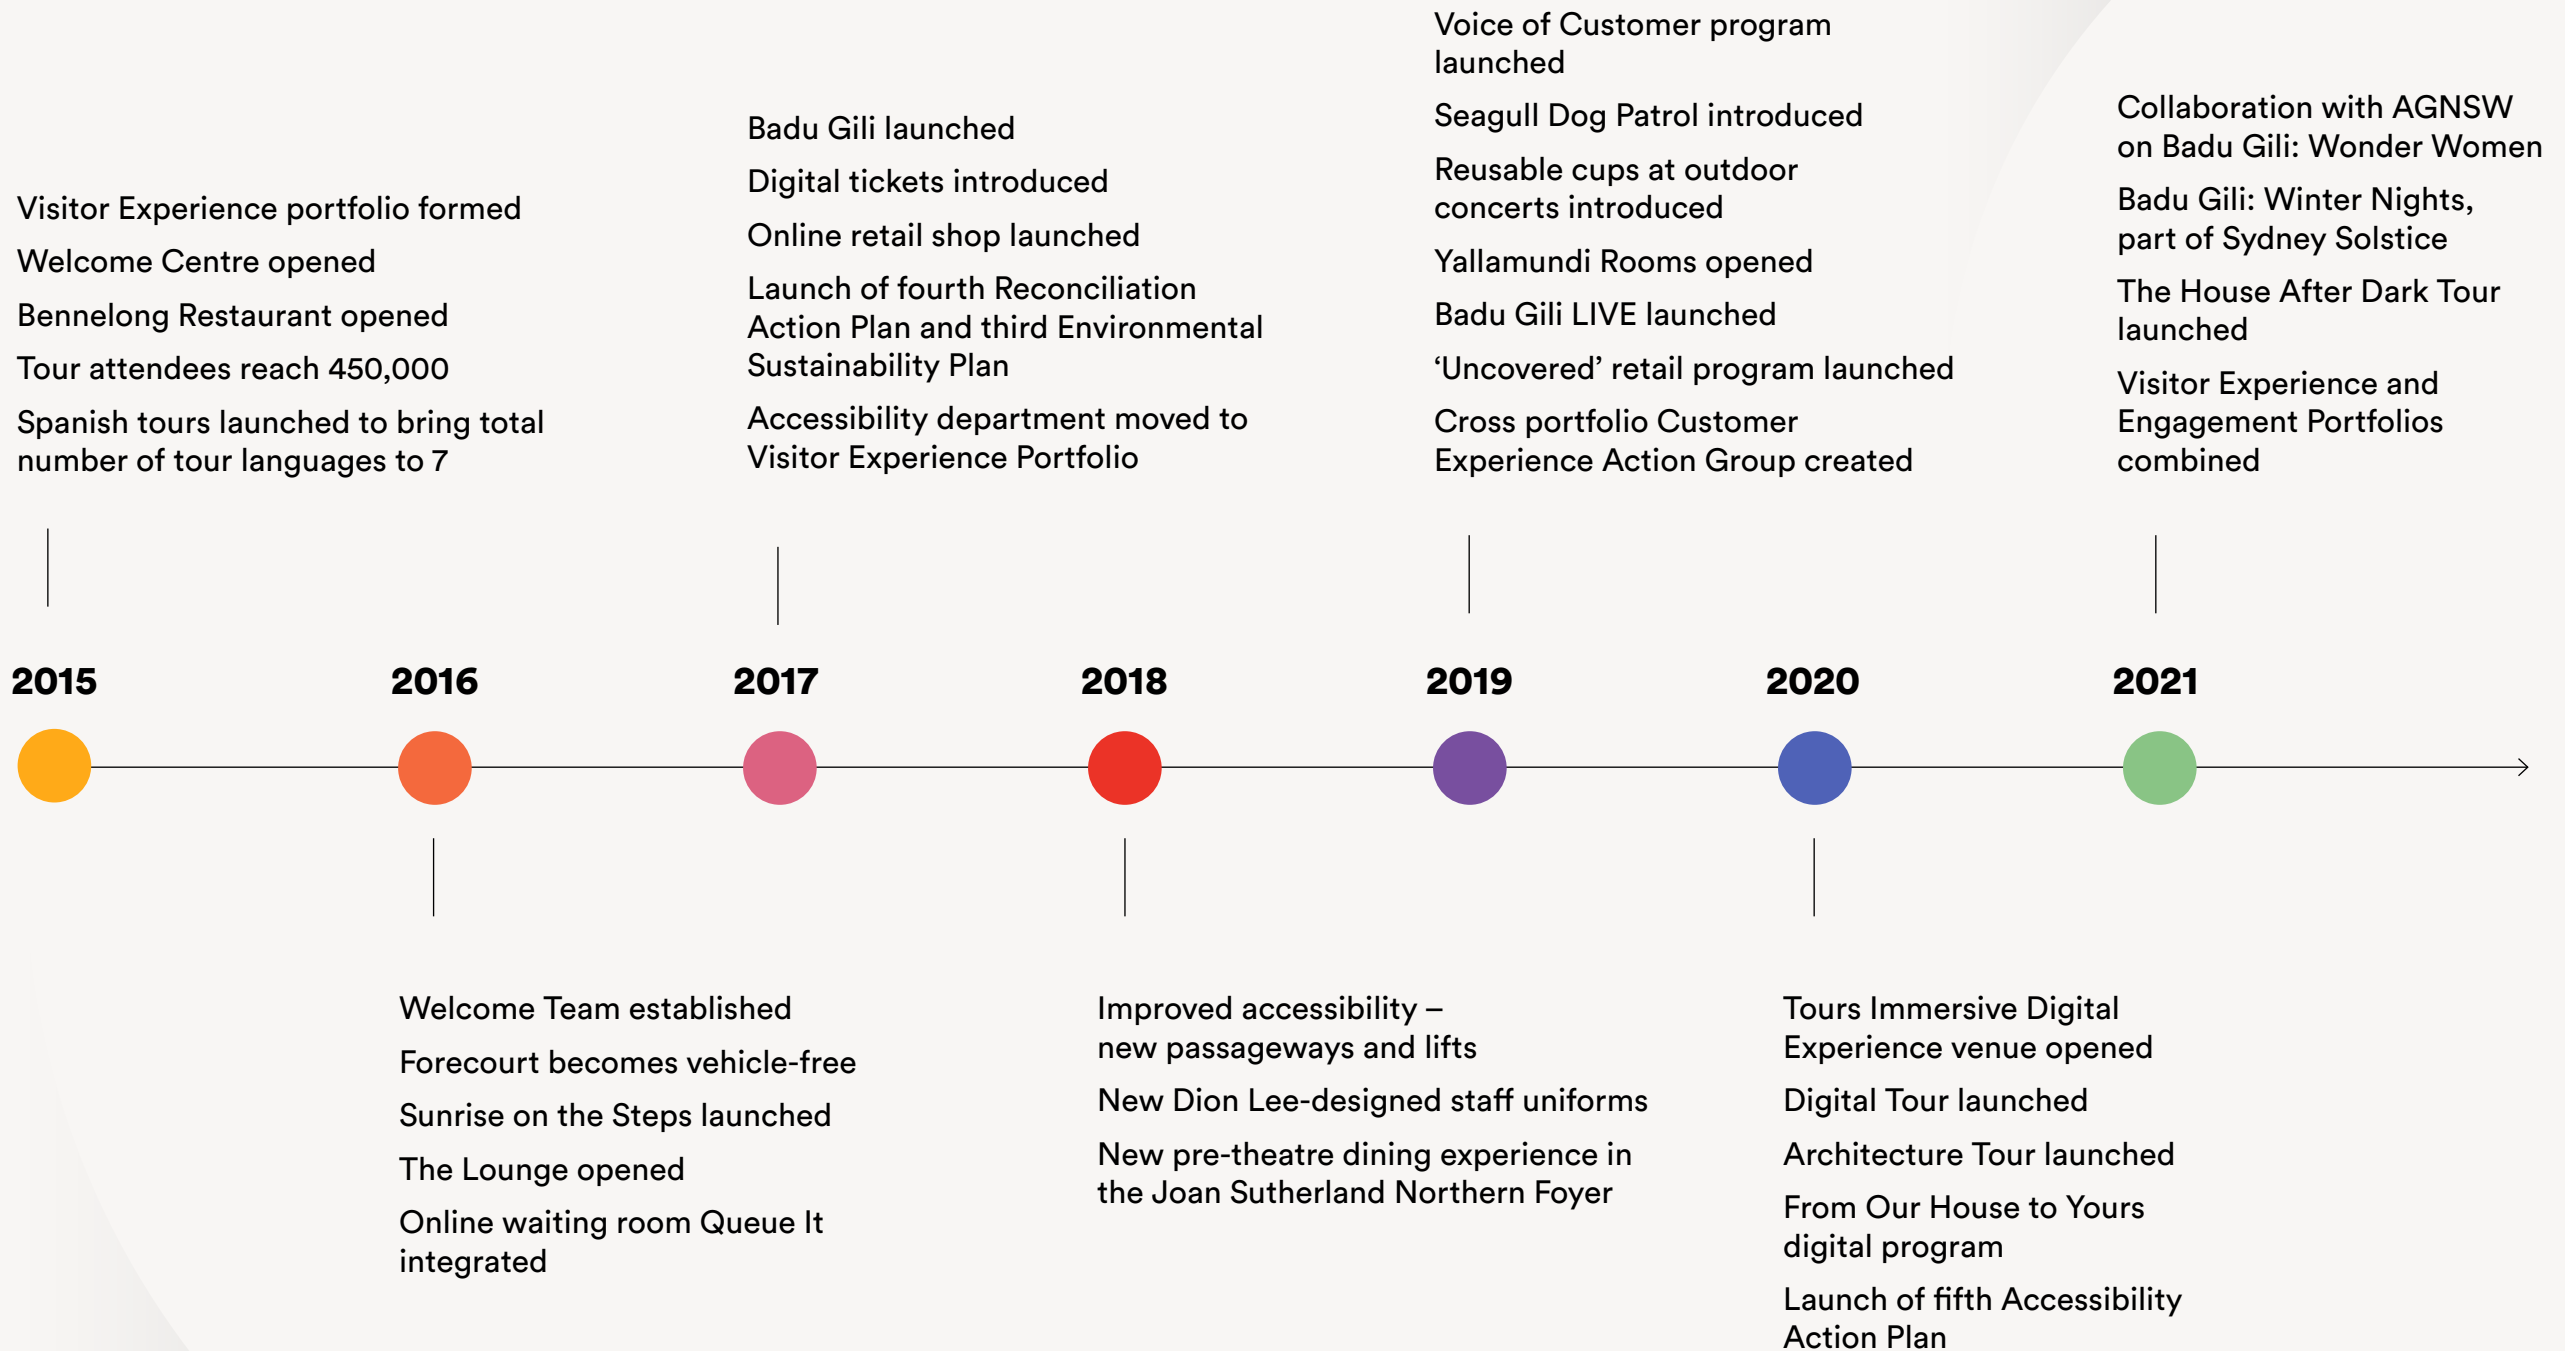 Visitor Experience portfolio formed
Welcome Centre opened
Bennelong Restaurant opened
Tour attendees reach 450,000
Spanish tours launched to bring total
number of tour languages to 7
Badu Gili launched
Digital tickets introduced
Online retail shop launched
Launch of fourth Reconciliation
Action Plan and third Environmental
Sustainability Plan
Accessibility department moved to
Visitor Experience Portfolio
Voice of Customer program
launched
Seagull Dog Patrol introduced
Reusable cups at outdoor
concerts introduced
Yallamundi Rooms opened
Badu Gili LIVE launched
‘Uncovered’ retail program launched
Cross portfolio Customer
Experience Action Group created
Collaboration with AGNSW
on Badu Gili: Wonder Women
Badu Gili: Winter Nights,
part of Sydney Solstice
The House After Dark Tour
launched
Visitor Experience and
Engagement Portfolios
combined
2015
2016
2017
2018
2019
2020
2021
Welcome Team established
Forecourt becomes vehicle-free
Sunrise on the Steps launched
The Lounge opened
Online waiting room Queue It
integrated
Improved accessibility –
new passageways and lifts
New Dion Lee-designed staff uniforms
New pre-theatre dining experience in
the Joan Sutherland Northern Foyer
Tours Immersive Digital
Experience venue opened
Digital Tour launched
Architecture Tour launched
From Our House to Yours
digital program
Launch of fifth Accessibility
Action Plan